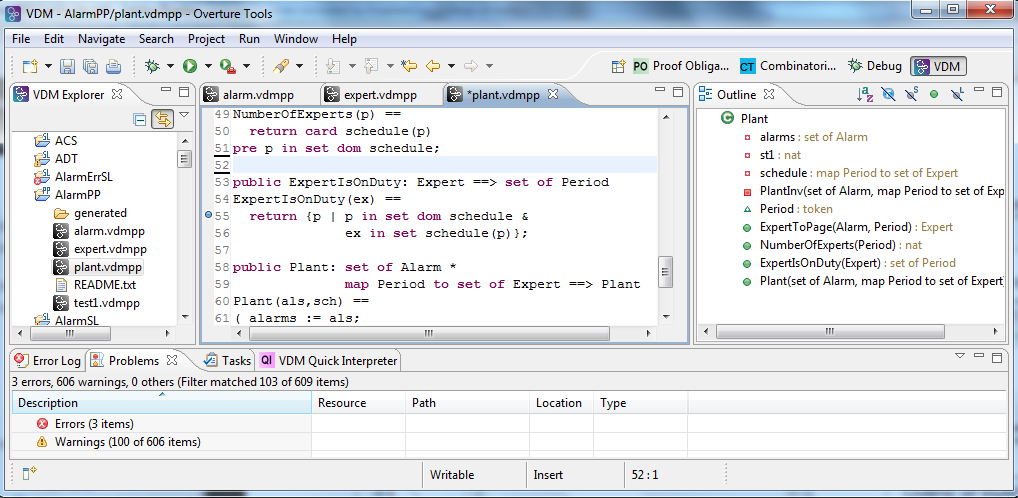 VDM - AlarmPP/plant.vdmpp - Overture Tools
File Edit Navigate Search Project Run Window Help
PO Proof Obliga... CT Combinatori... Debug VDM
VDM Explorer
ACS
ADT
AlarmErrSL
AlarmPP
generated
alarm.vdmpp
expert.vdmpp
plant.vdmpp
README.txt
test1.vdmpp
AlarmSL
alarm.vdmpp expert.vdmpp *plant.vdmpp
49 NumberOfExperts(p) ==
50 return card schedule(p)
51 pre p in set dom schedule;
52
53 public ExpertIsOnDuty: Expert ==> set of Period
54 ExpertIsOnDuty(ex) ==
55 return {p | p in set dom schedule &
56 ex in set schedule(p)};
57
58 public Plant: set of Alarm *
59 map Period to set of Expert ==> Plant
60 Plant(als,sch) ==
61 ( alarms := als;
Outline
Plant
alarms : set of Alarm
st1 : nat
schedule : map Period to set of Expert
PlantInv(set of Alarm, map Period to set of Exp
Period : token
ExpertToPage(Alarm, Period) : Expert
NumberOfExperts(Period) : nat
ExpertIsOnDuty(Expert) : set of Period
Plant(set of Alarm, map Period to set of Expert)
Error Log Problems Tasks QI VDM Quick Interpreter
3 errors, 606 warnings, 0 others (Filter matched 103 of 609 items)
Description Resource Path Location Type
Errors (3 items)
Warnings (100 of 606 items)
Writable Insert 52 : 1